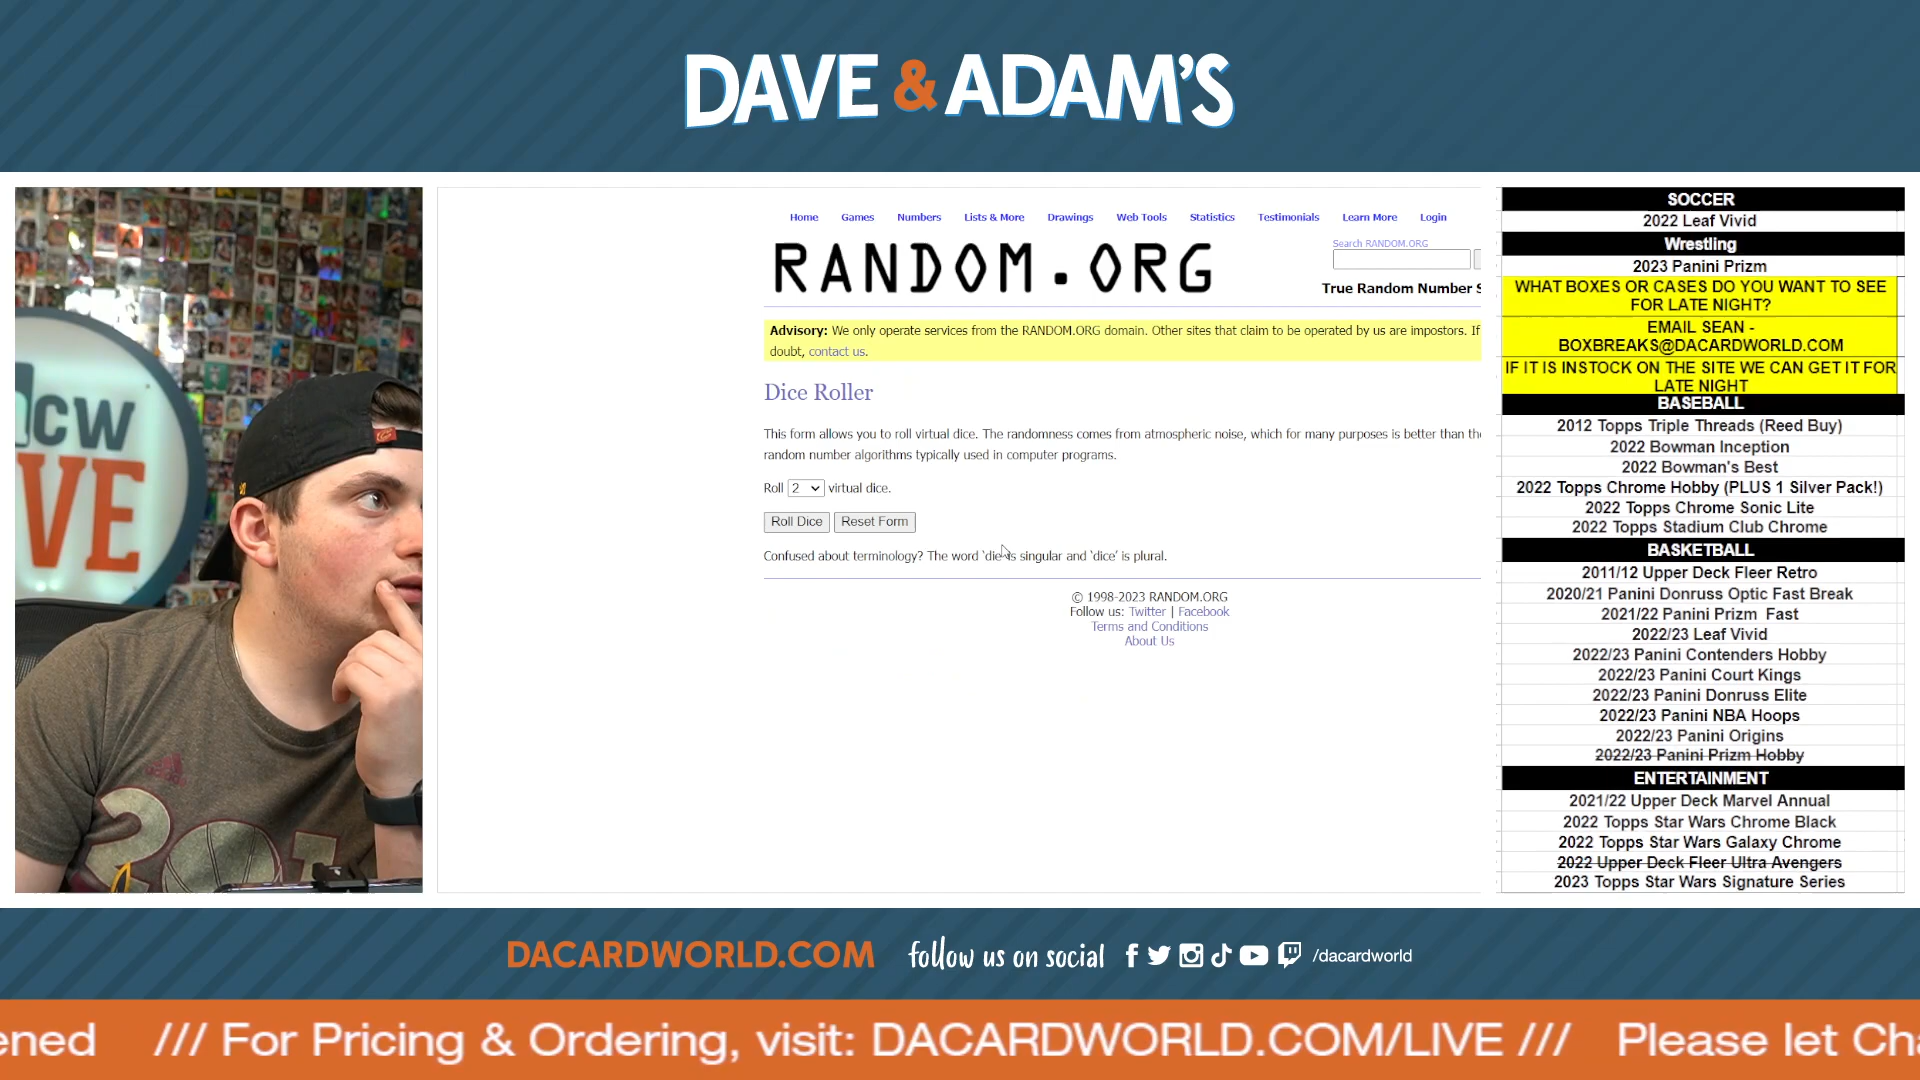 DAVE & ADAM'S
CW
LIVE
201
Home Games Numbers Lists & More Drawings Web Tools Statistics Testimonials Learn More Login
RANDOM.ORG
Search RANDOM.ORG
True Random Number S
Advisory: We only operate services from the RANDOM.ORG domain. Other sites that claim to be operated by us are impostors. If
doubt, contact us.
Dice Roller
This form allows you to roll virtual dice. The randomness comes from atmospheric noise, which for many purposes is better than the
random number algorithms typically used in computer programs.
Roll 2 virtual dice.
Roll Dice Reset Form
Confused about terminology? The word 'die' is singular and 'dice' is plural.
© 1998-2023 RANDOM.ORG
Follow us: Twitter | Facebook
Terms and Conditions
About Us
SOCCER
2022 Leaf Vivid
Wrestling
2023 Panini Prizm
WHAT BOXES OR CASES DO YOU WANT TO SEE
FOR LATE NIGHT?
EMAIL SEAN -
BOXBREAKS@DACARDWORLD.COM
IF IT IS INSTOCK ON THE SITE WE CAN GET IT FOR
LATE NIGHT
BASEBALL
2012 Topps Triple Threads (Reed Buy)
2022 Bowman Inception
2022 Bowman's Best
2022 Topps Chrome Hobby (PLUS 1 Silver Pack!)
2022 Topps Chrome Sonic Lite
2022 Topps Stadium Club Chrome
BASKETBALL
2011/12 Upper Deck Fleer Retro
2020/21 Panini Donruss Optic Fast Break
2021/22 Panini Prizm Fast
2022/23 Leaf Vivid
2022/23 Panini Contenders Hobby
2022/23 Panini Court Kings
2022/23 Panini Donruss Elite
2022/23 Panini NBA Hoops
2022/23 Panini Origins
2022/23 Panini Prizm Hobby
ENTERTAINMENT
2021/22 Upper Deck Marvel Annual
2022 Topps Star Wars Chrome Black
2022 Topps Star Wars Galaxy Chrome
2022 Upper Deck Fleer Ultra Avengers
2023 Topps Star Wars Signature Series
DACARDWORLD.COM follow us on social /dacardworld
ened /// For Pricing & Ordering, visit: DACARDWORLD.COM/LIVE /// Please let Cha